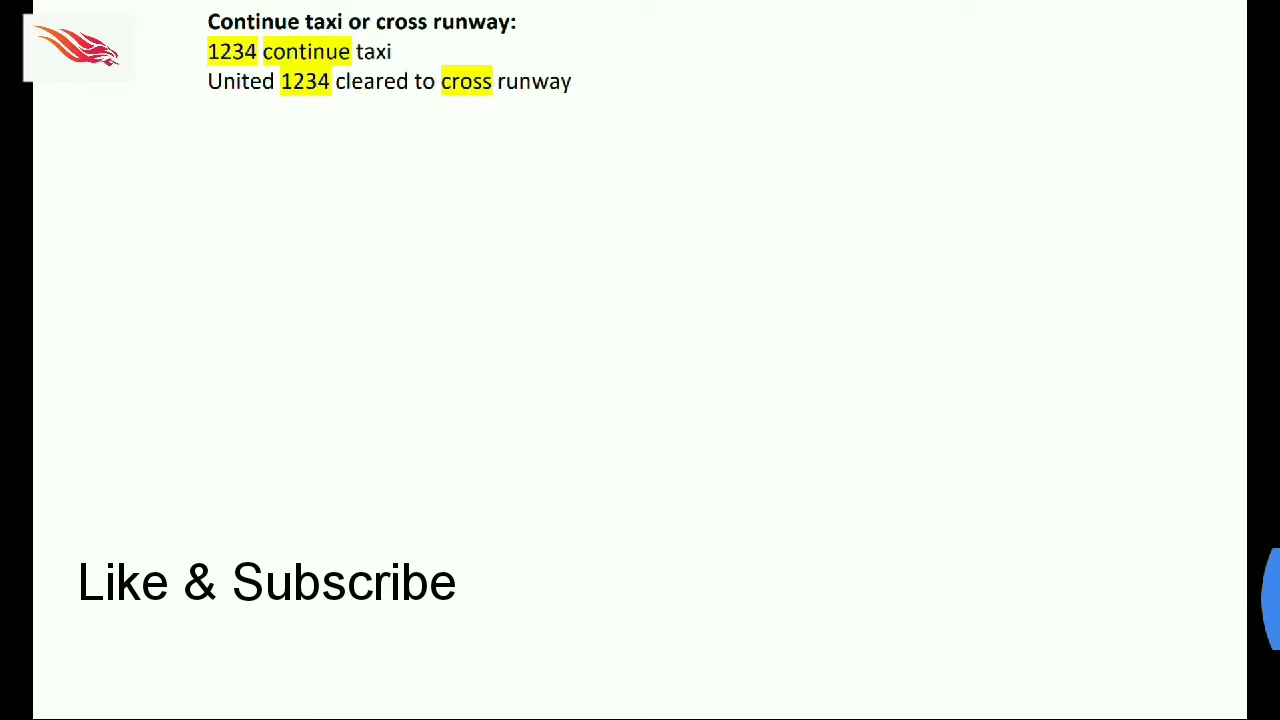 Continue taxi or cross runway:
1234 continue taxi
United 1234 cleared to cross runway
Like & Subscribe